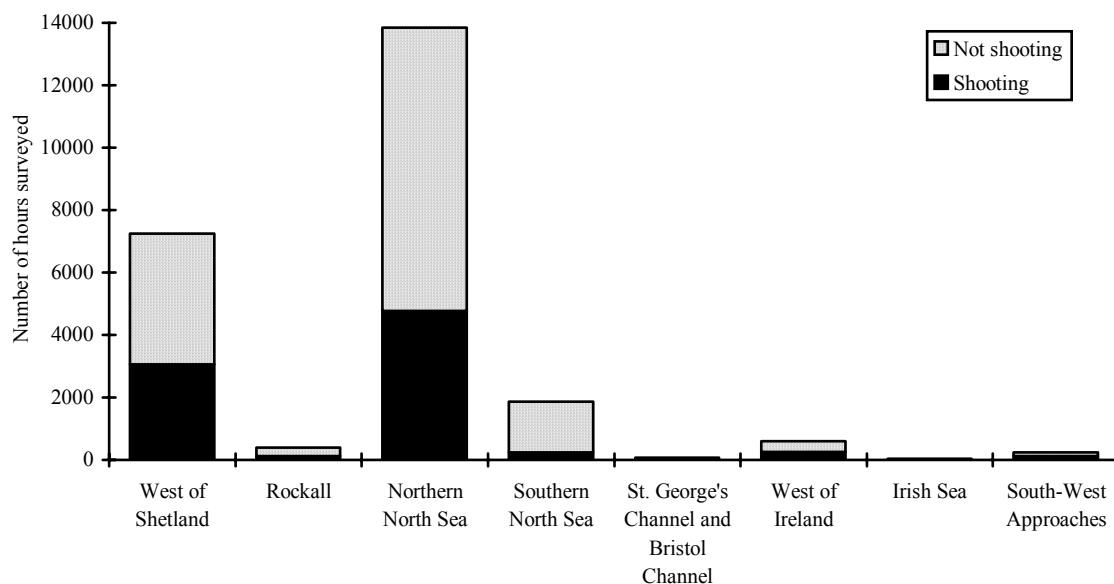 Number of hours surveyed
14000
12000
10000
8000
6000
4000
2000
0
Not shooting
Shooting
West of
Shetland
Rockall
Northern
North Sea
Southern
North Sea
St. George's
Channel and
Bristol
Channel
West of
Ireland
Irish Sea
South-West
Approaches